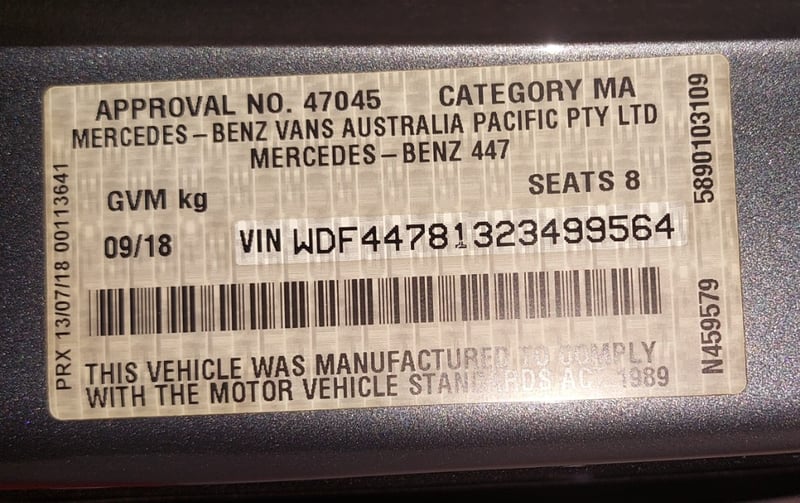 APPROVAL NO. 47045 CATEGORY MA
MERCEDES-BENZ VANS AUSTRALIA PACIFIC PTY LTD
MERCEDES-BENZ 447
GVM kg SEATS 8
09/18 VIN WDF44781323499564
THIS VEHICLE WAS MANUFACTURED TO COMPLY
WITH THE MOTOR VEHICLE STANDARDS ACT 1989
PRX 13/07/18 00113641
5890103109
N459579